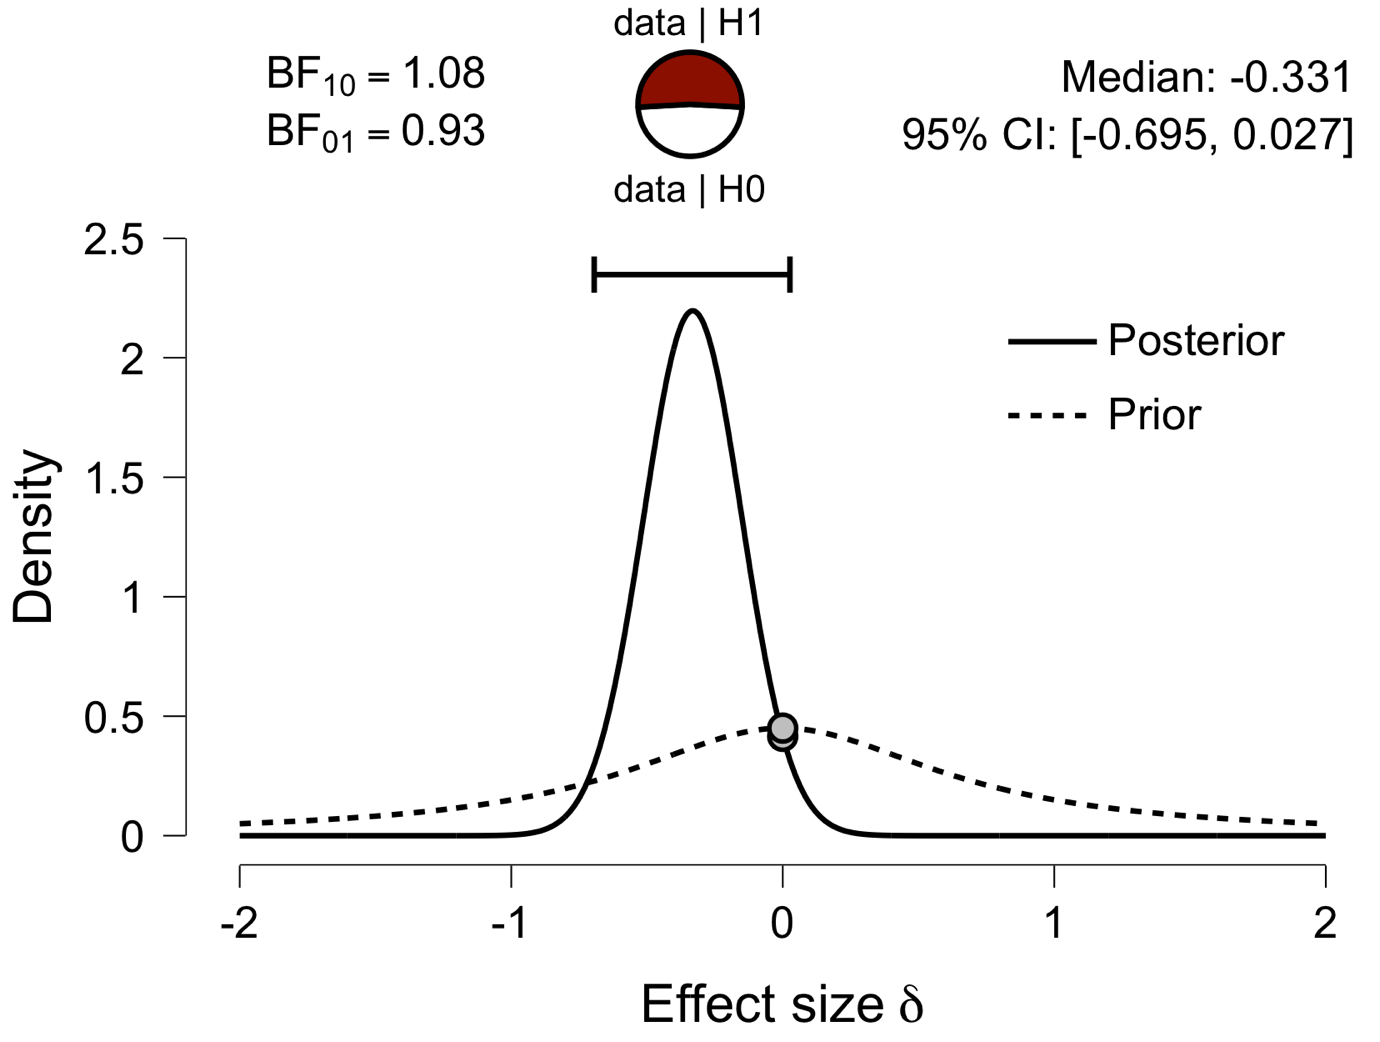 data | H1
BF10 = 1.08
BF01 = 0.93
Median: -0.331
95% CI: [-0.695, 0.027]
data | H0
2.5
2
1.5
1
0.5
0
Density
Posterior
Prior
-2 -1 0 1 2
Effect size δ